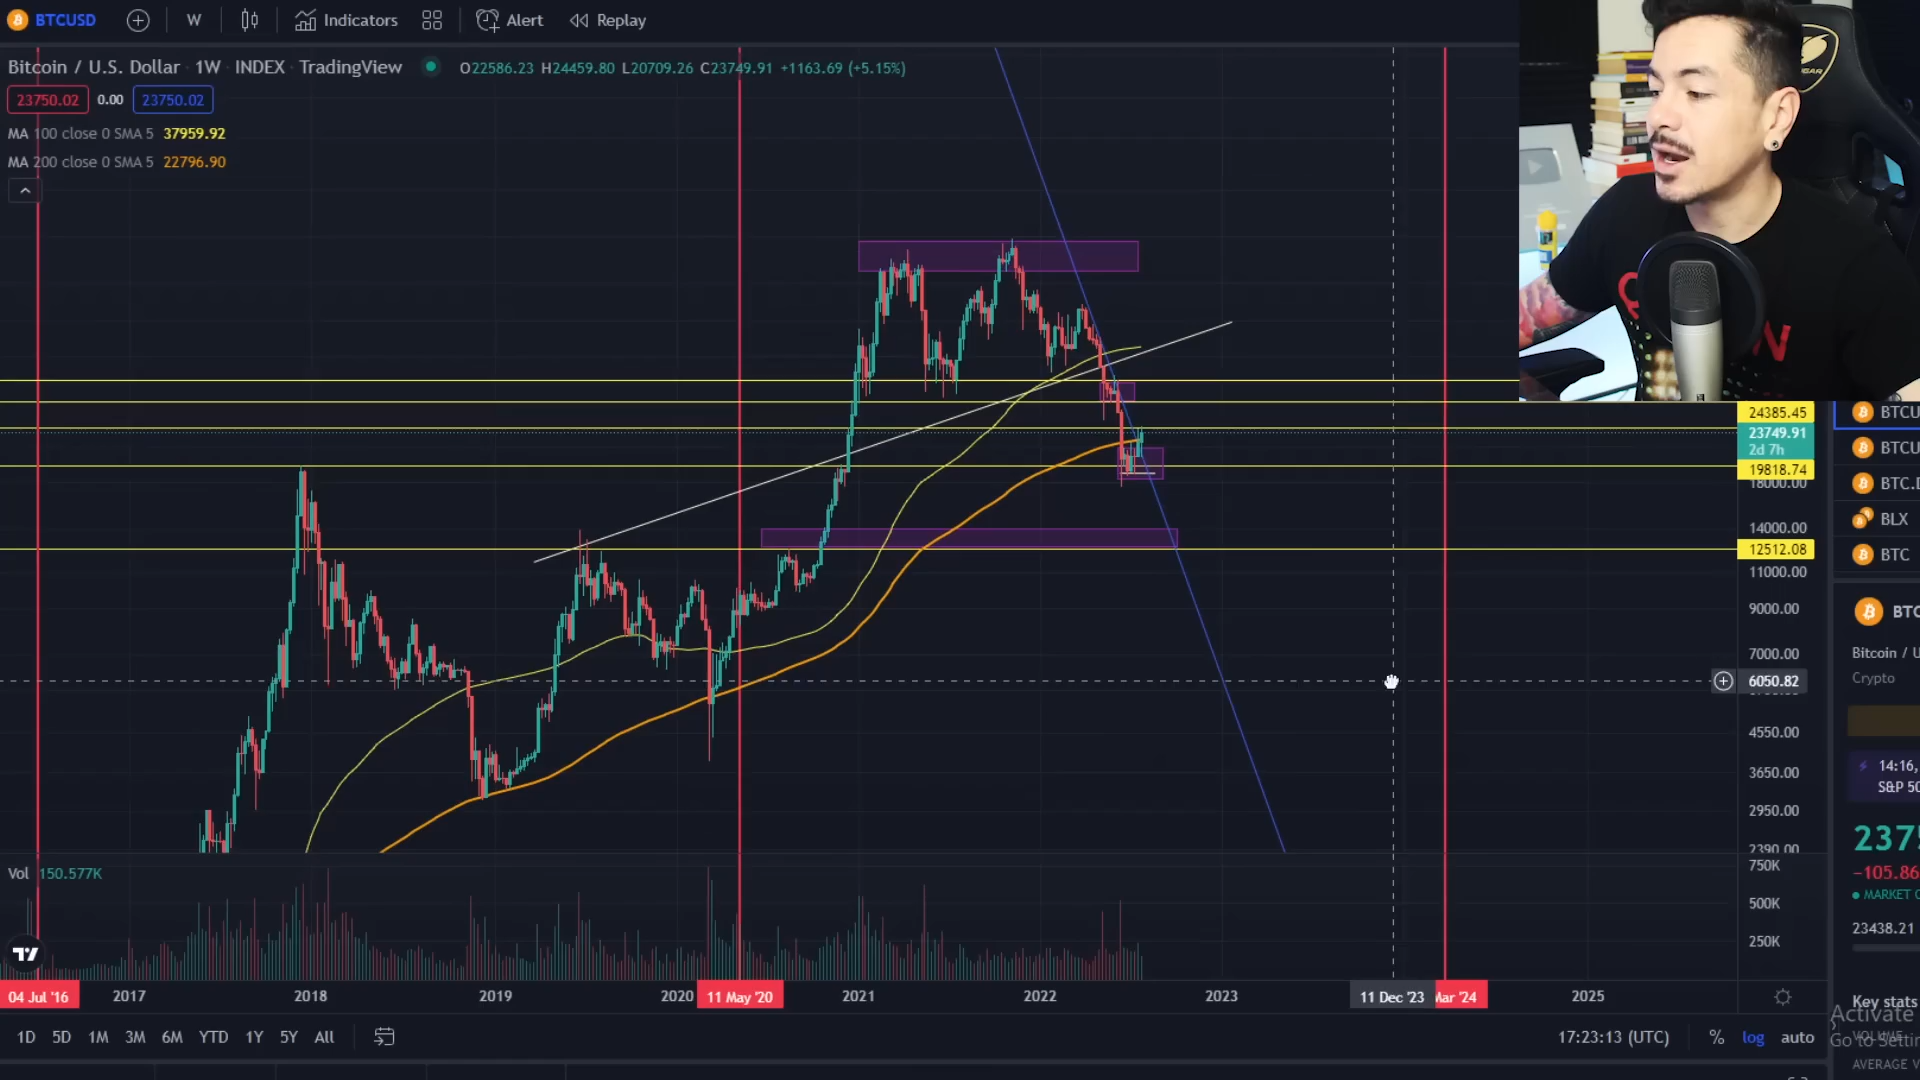 BTCUSD W Indicators Alert Replay
Bitcoin / U.S. Dollar · 1W · INDEX · TradingView O22586.23 H24459.80 L20709.26 C23749.91 +1163.69 (+5.15%)
23750.02 0.00 23750.02
MA 100 close 0 SMA 5 37959.92
MA 200 close 0 SMA 5 22796.90
24385.45
23749.91
2d 7h
19818.74
18000.00
14000.00
12512.08
11000.00
9000.00
7000.00
6050.82
4550.00
3650.00
2950.00
2390.00
BTCU
BTCU
BTC.D
BLX
BTC
BTC
Bitcoin / U
Crypto
14:16,
S&P 50
237
-105.86
MARKET
23438.21
Key stats
Activate
Go to Settin
AVERAGE V
Vol 150.577K
750K
500K
250K
04 Jul '16 2017 2018 2019 2020 11 May '20 2021 2022 2023 11 Dec '23 Mar '24 2025
1D 5D 1M 3M 6M YTD 1Y 5Y All 17:23:13 (UTC) % log auto